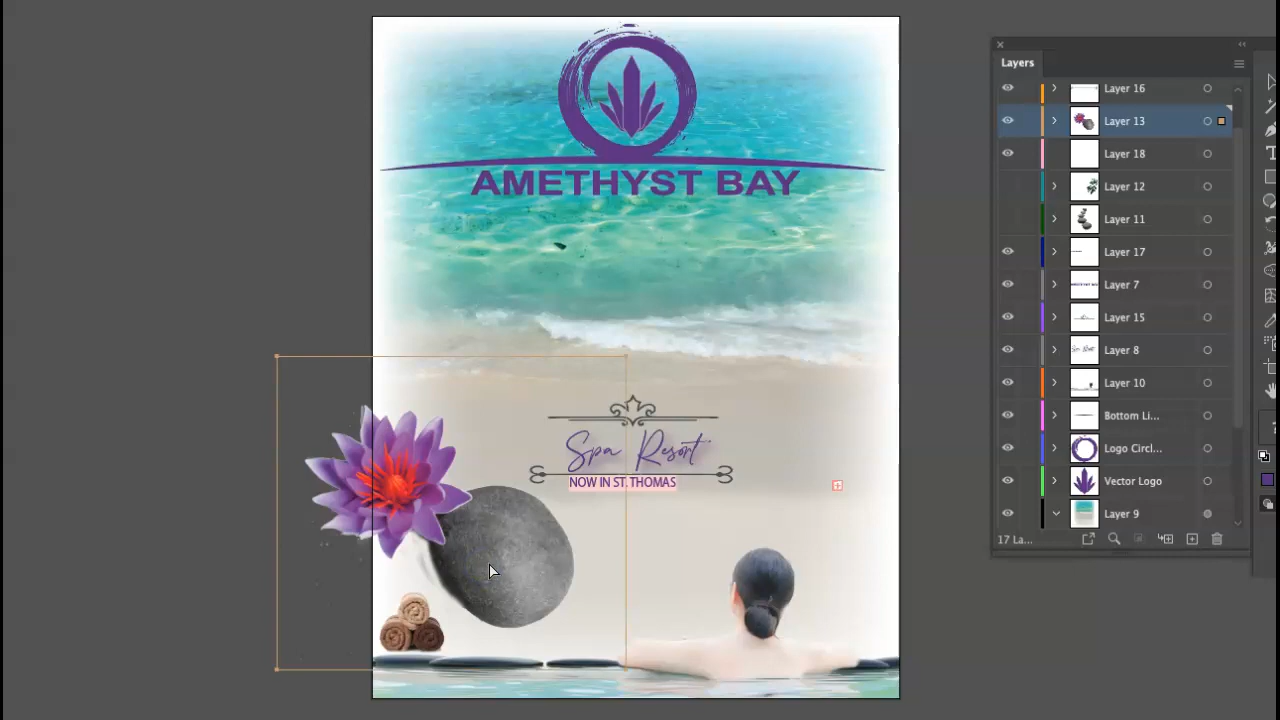 AMETHYST BAY
Spa Resort
NOW IN ST. THOMAS
Layers
Layer 16
Layer 13
Layer 18
Layer 12
Layer 11
Layer 17
Layer 7
Layer 15
Layer 8
Layer 10
Bottom Li...
Logo Circl...
Vector Logo
Layer 9
17 La...